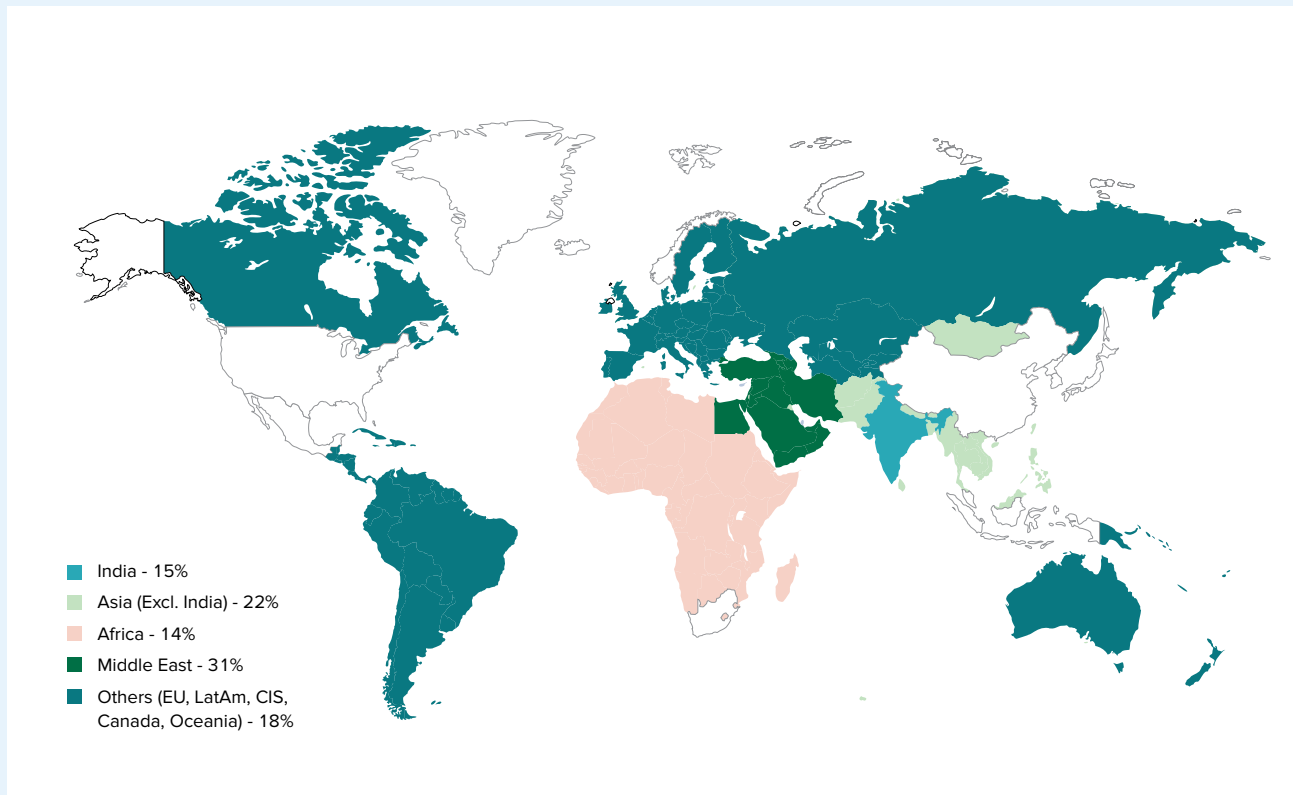 India - 15%
Asia (Excl. India) - 22%
Africa - 14%
Middle East - 31%
Others (EU, LatAm, CIS,
Canada, Oceania) - 18%